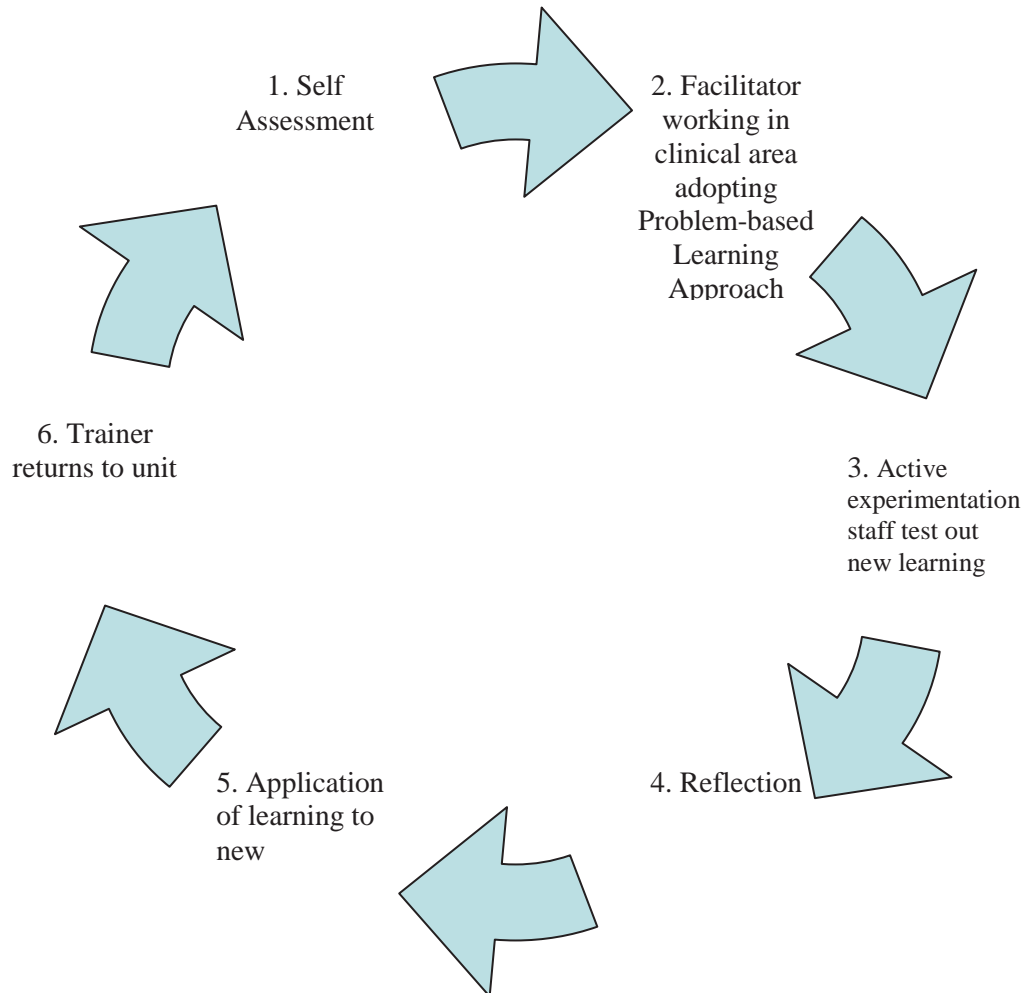 1. Self
Assessment
2. Facilitator
working in
clinical area
adopting
Problem-based
Learning
Approach
3. Active
experimentation
staff test out
new learning
4. Reflection
5. Application
of learning to
new
6. Trainer
returns to unit